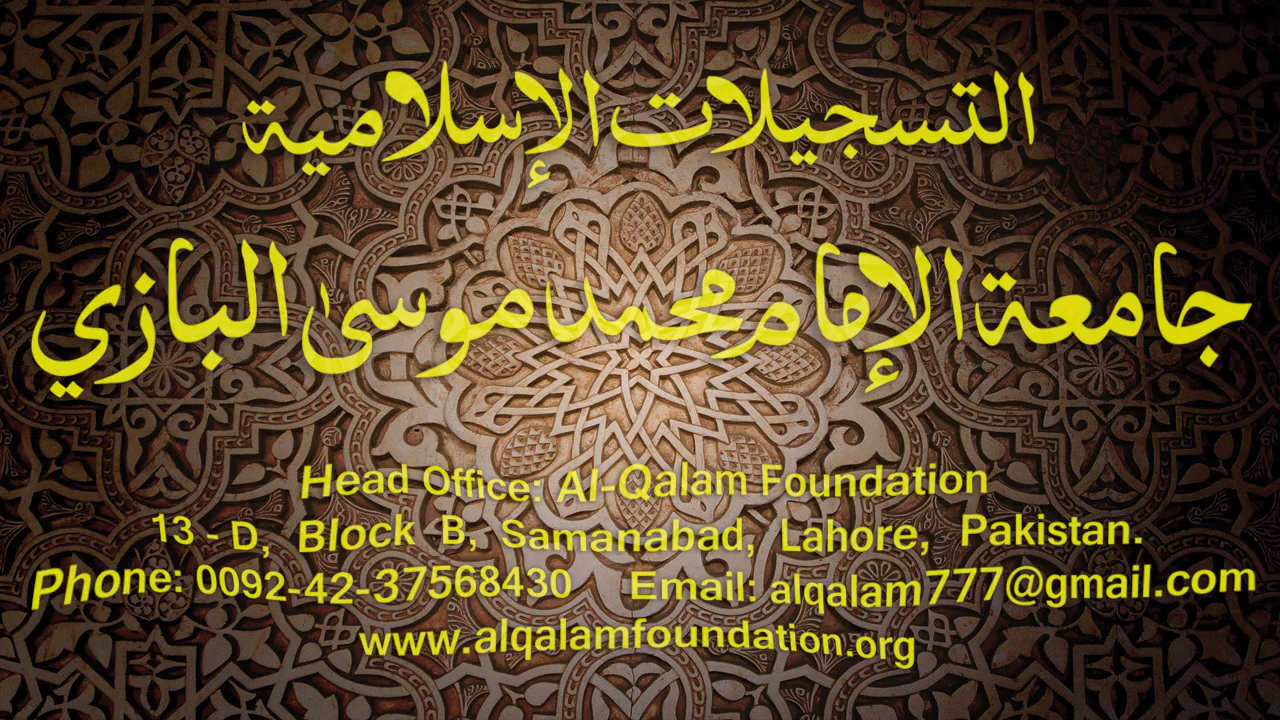 التسجيلات الإسلامية
جامعة الإمام محمد موسى البازي
Head Office: Al-Qalam Foundation
13 - D, Block B, Samanabad, Lahore, Pakistan.
Phone: 0092-42-37568430 Email: alqalam777@gmail.com
www.alqalamfoundation.org